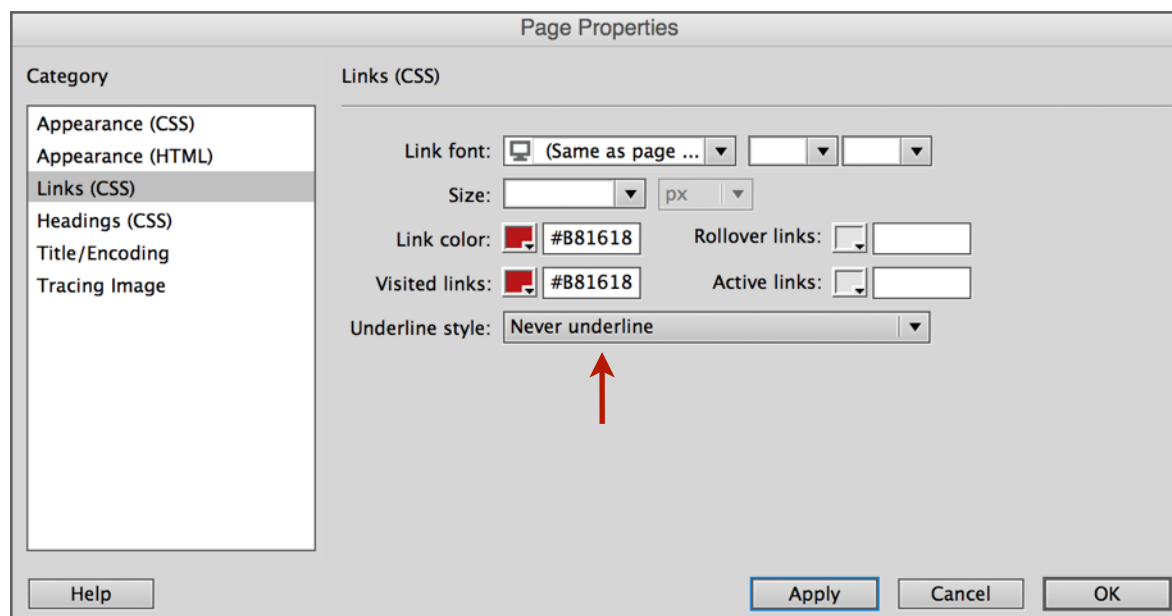 Page Properties
Category
Appearance (CSS)
Appearance (HTML)
Links (CSS)
Headings (CSS)
Title/Encoding
Tracing Image
Links (CSS)
Link font: (Same as page ...
Size: px
Link color: #B81618 Rollover links:
Visited links: #B81618 Active links:
Underline style: Never underline
Help Apply Cancel OK